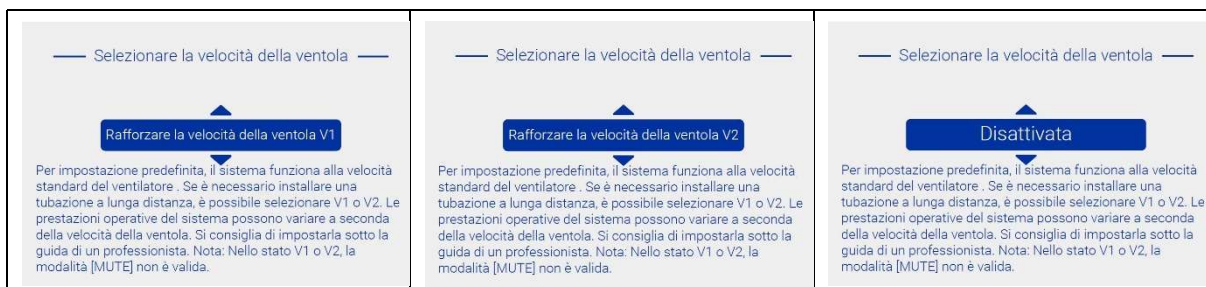 Selezionare la velocità della ventola
Rafforzare la velocità della ventola V1
Per impostazione predefinita, il sistema funziona alla velocità
standard del ventilatore . Se è necessario installare una
tubazione a lunga distanza, è possibile selezionare V1 o V2. Le
prestazioni operative del sistema possono variare a seconda
della velocità della ventola. Si consiglia di impostarla sotto la
guida di un professionista. Nota: Nello stato V1 o V2, la
modalità [MUTE] non è valida.
Selezionare la velocità della ventola
Rafforzare la velocità della ventola V2
Per impostazione predefinita, il sistema funziona alla velocità
standard del ventilatore . Se è necessario installare una
tubazione a lunga distanza, è possibile selezionare V1 o V2. Le
prestazioni operative del sistema possono variare a seconda
della velocità della ventola. Si consiglia di impostarla sotto la
guida di un professionista. Nota: Nello stato V1 o V2, la
modalità [MUTE] non è valida.
Selezionare la velocità della ventola
Disattivata
Per impostazione predefinita, il sistema funziona alla velocità
standard del ventilatore . Se è necessario installare una
tubazione a lunga distanza, è possibile selezionare V1 o V2. Le
prestazioni operative del sistema possono variare a seconda
della velocità della ventola. Si consiglia di impostarla sotto la
guida di un professionista. Nota: Nello stato V1 o V2, la
modalità [MUTE] non è valida.